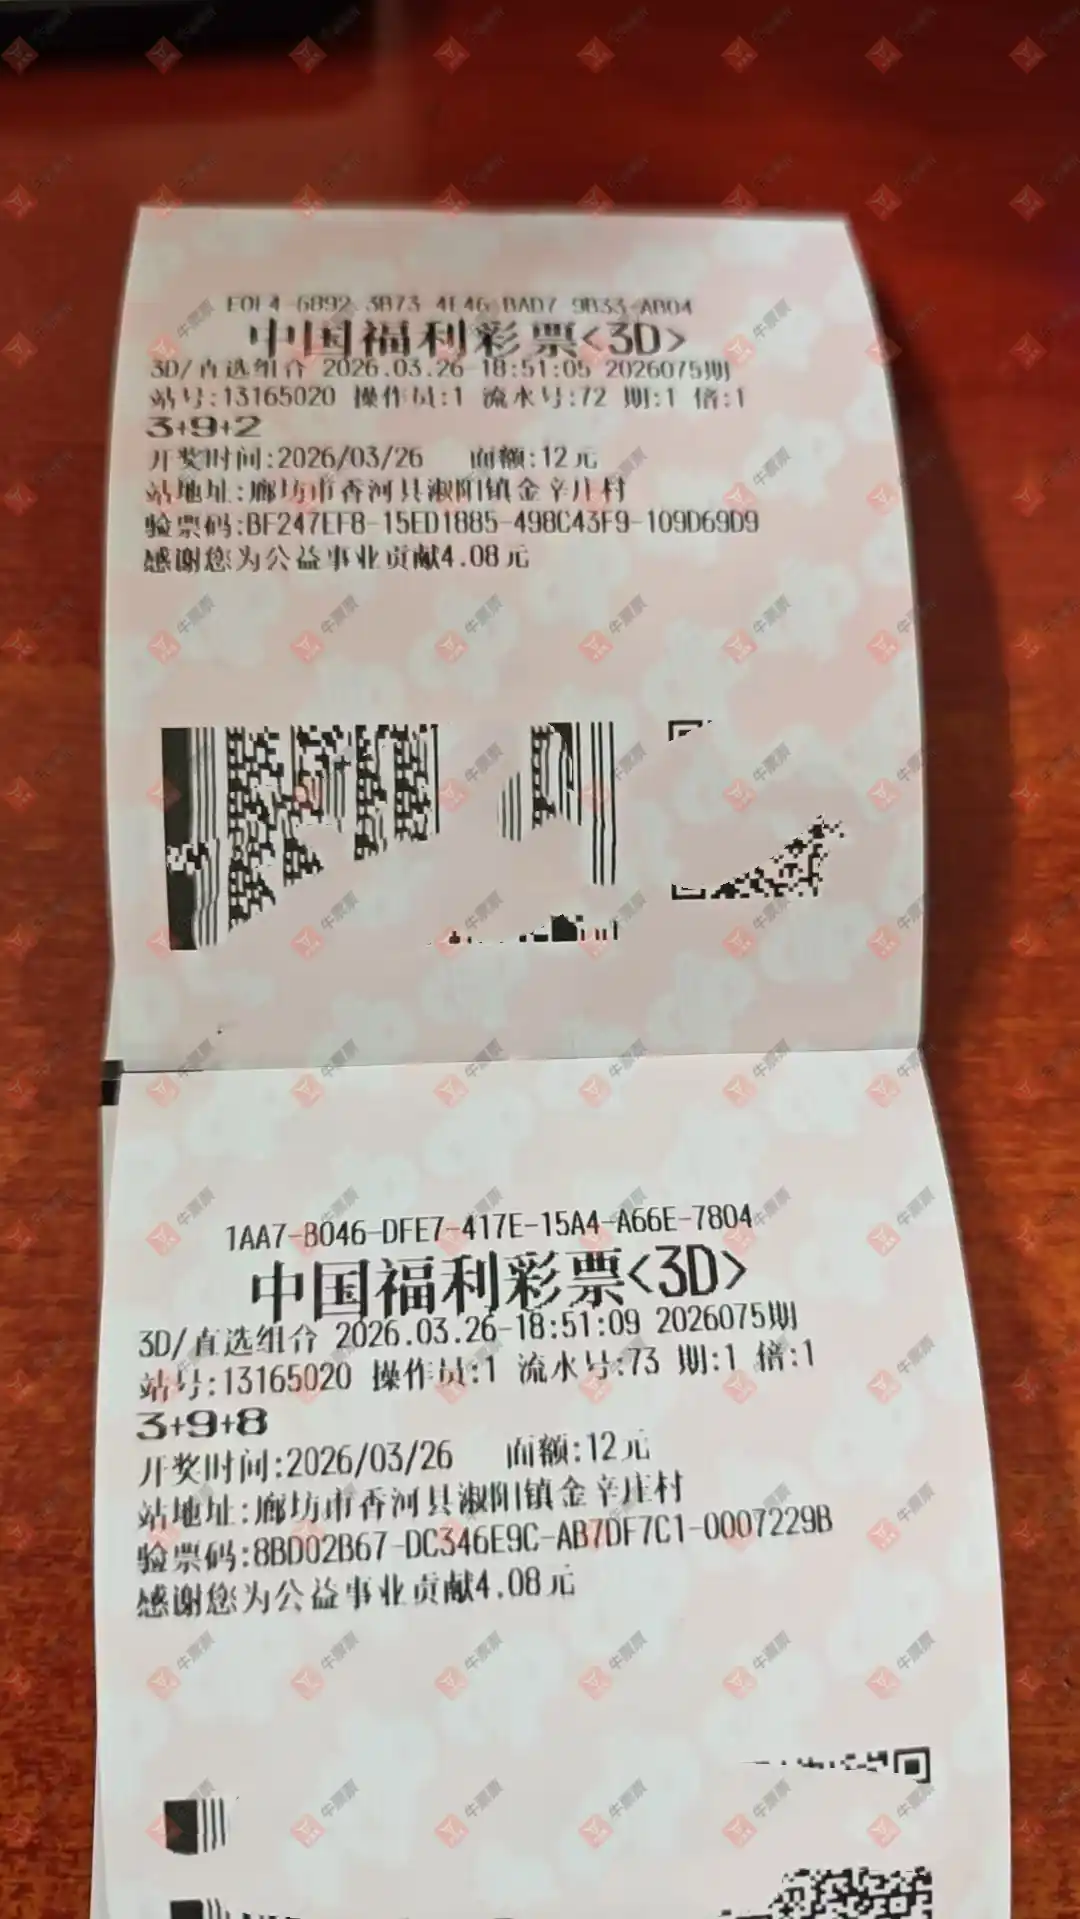 E0F4-6B92-3B73-4E46-BAD7-9B33-AB04
中国福利彩票<3D>
3D/直选组合 2026.03.26-18:51:05 2026075期
站号:13165020 操作员:1 流水号:72 期:1 倍:1
3+9+2
开奖时间:2026/03/26 面额:12元
站地址:廊坊市香河县淑阳镇金辛庄村
验票码:BF247EF8-15ED1885-498C43F9-109D69D9
感谢您为公益事业贡献4.08元
1AA7-B046-DFE7-417E-15A4-A66E-7804
中国福利彩票<3D>
3D/直选组合 2026.03.26-18:51:09 2026075期
站号:13165020 操作员:1 流水号:73 期:1 倍:1
3+9+8
开奖时间:2026/03/26 面额:12元
站地址:廊坊市香河县淑阳镇金辛庄村
验票码:8BD02B67-DC346E9C-AB7DF7C1-0007229B
感谢您为公益事业贡献4.08元
牛票票